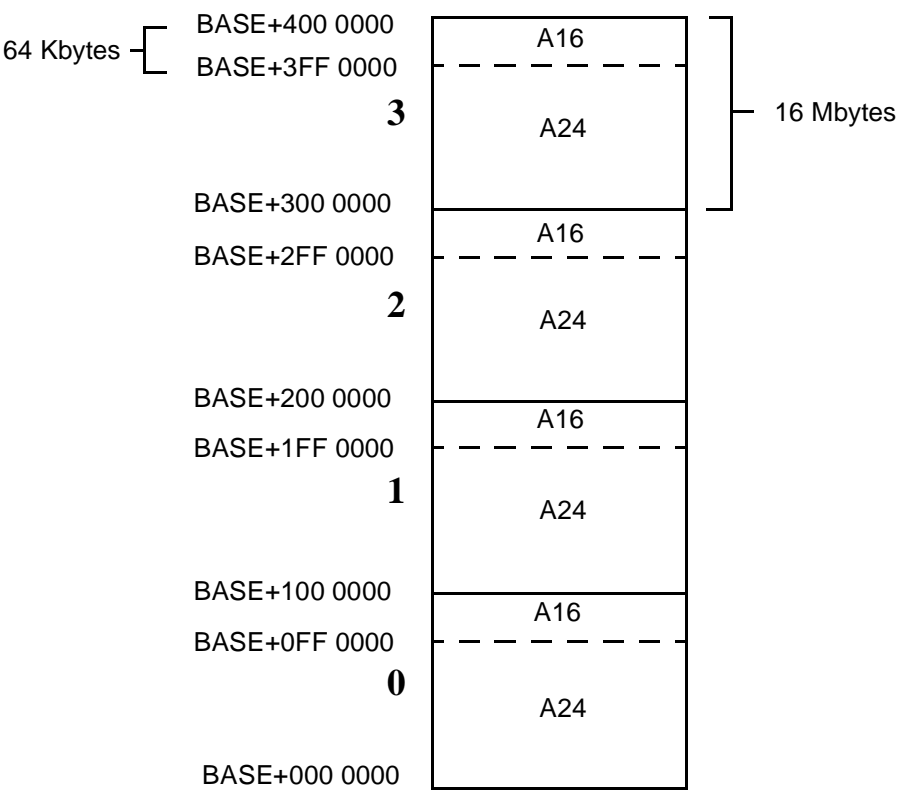 BASE+400 0000
A16
64 Kbytes
BASE+3FF 0000
3
A24
16 Mbytes
BASE+300 0000
A16
BASE+2FF 0000
2
A24
BASE+200 0000
A16
BASE+1FF 0000
1
A24
BASE+100 0000
A16
BASE+0FF 0000
0
A24
BASE+000 0000